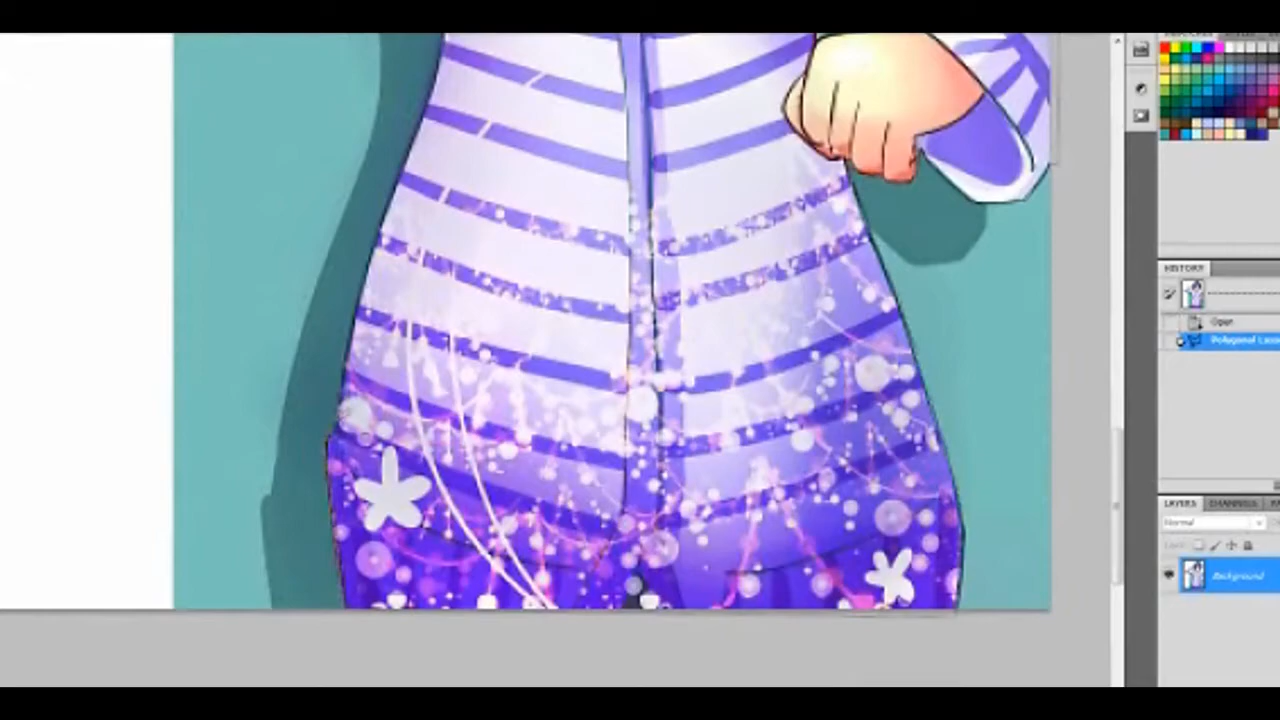 HISTORY
Open
Polygonal Lasso
LAYERS CHANNELS
Normal
Background